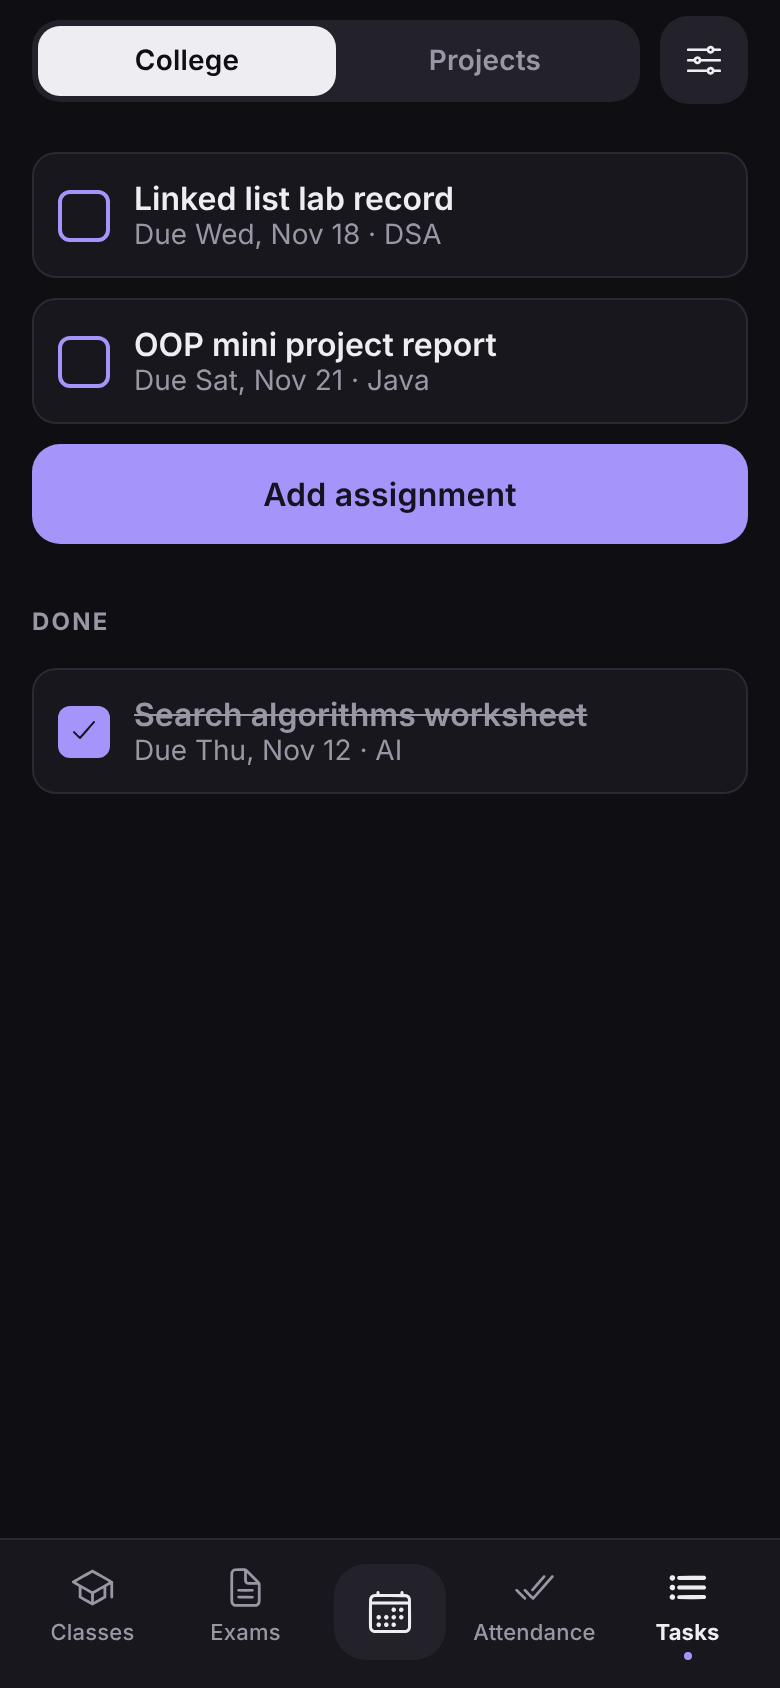 College
Projects
Linked list lab record
Due Wed, Nov 18 · DSA
OOP mini project report
Due Sat, Nov 21 · Java
Add assignment
DONE
Search algorithms worksheet
Due Thu, Nov 12 · AI
Classes
Exams
Attendance
Tasks